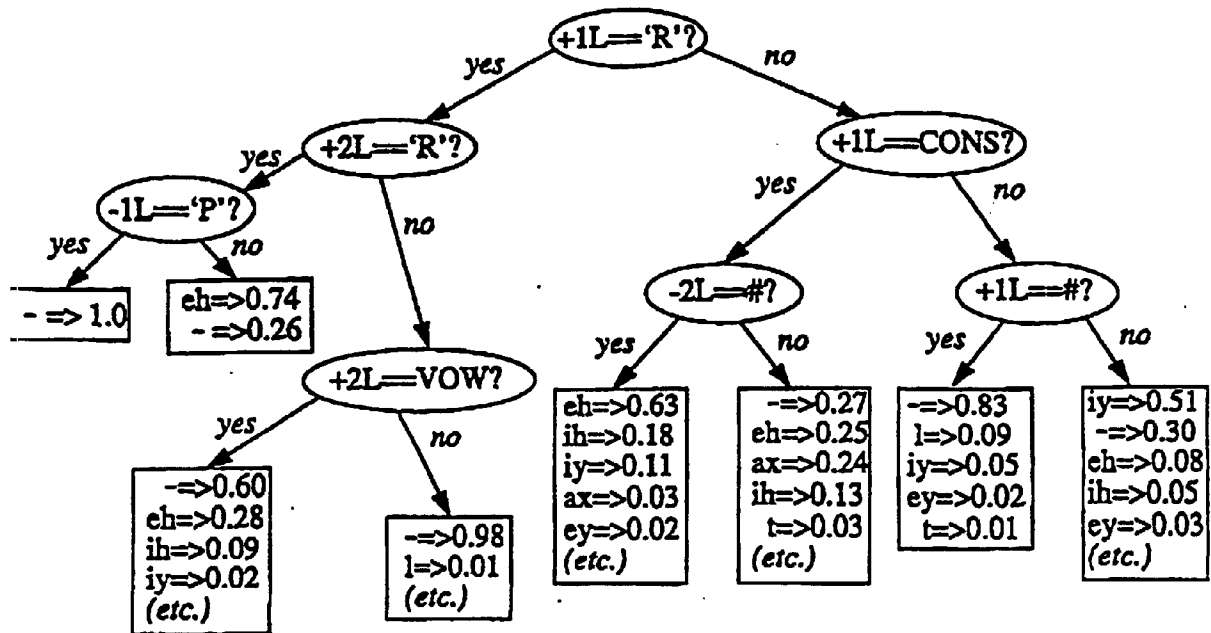 +1L=='R'?
yes
no
+2L=='R'?
+1L==CONS?
yes
no
yes
no
-1L=='P'?
yes
no
-2L==#?
+1L==#?
- => 1.0
eh=>0.74
-=>0.26
yes
no
yes
no
+2L==VOW?
yes
no
eh=>0.63
ih=>0.18
iy=>0.11
ax=>0.03
ey=>0.02
(etc.)
-=>0.27
eh=>0.25
ax=>0.24
ih=>0.13
t=>0.03
(etc.)
-=>0.83
l=>0.09
iy=>0.05
ey=>0.02
t=>0.01
iy=>0.51
-=>0.30
eh=>0.08
ih=>0.05
ey=>0.03
(etc.)
-=>0.60
eh=>0.28
ih=>0.09
iy=>0.02
(etc.)
-=>0.98
l=>0.01
(etc.)